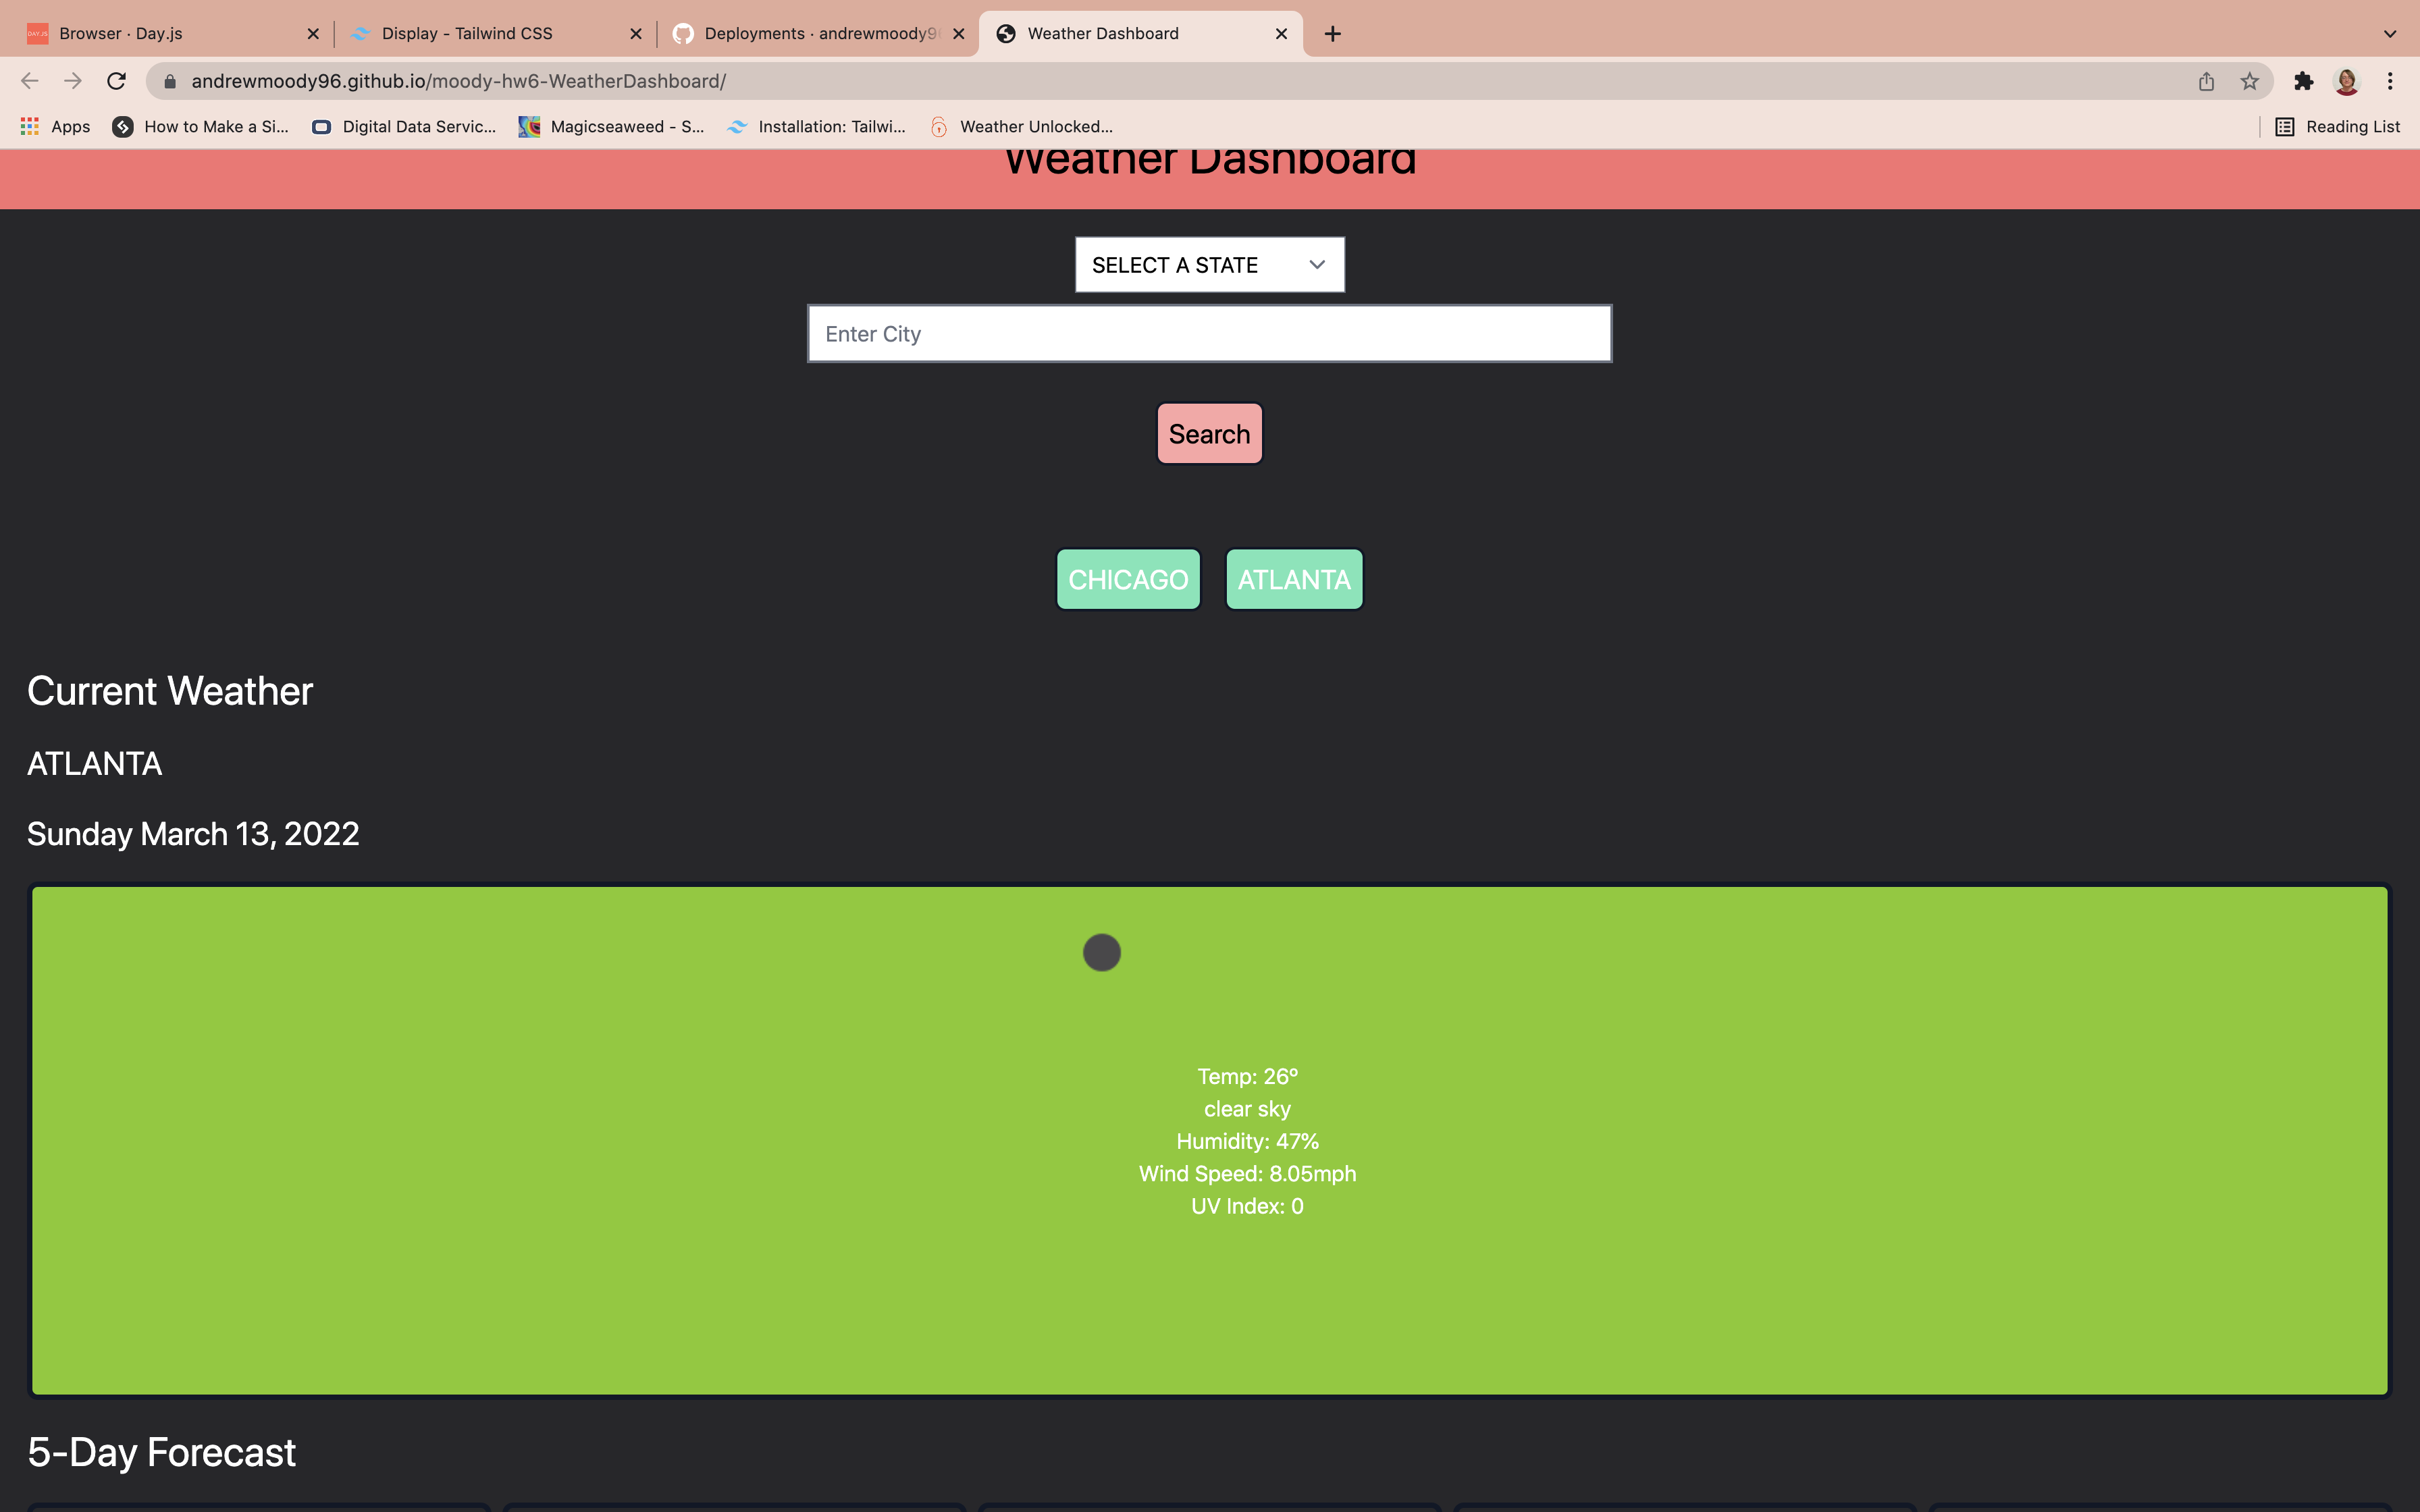 DAY.JS Browser · Day.js
Display - Tailwind CSS
Deployments · andrewmoody9
Weather Dashboard
andrewmoody96.github.io/moody-hw6-WeatherDashboard/
Apps
How to Make a Si...
Digital Data Servic...
Magicseaweed - S...
Installation: Tailwi...
Weather Unlocked...
Reading List
Weather Dashboard
SELECT A STATE
Enter City
Search
CHICAGO ATLANTA
Current Weather
ATLANTA
Sunday March 13, 2022
Temp: 26º
clear sky
Humidity: 47%
Wind Speed: 8.05mph
UV Index: 0
5-Day Forecast